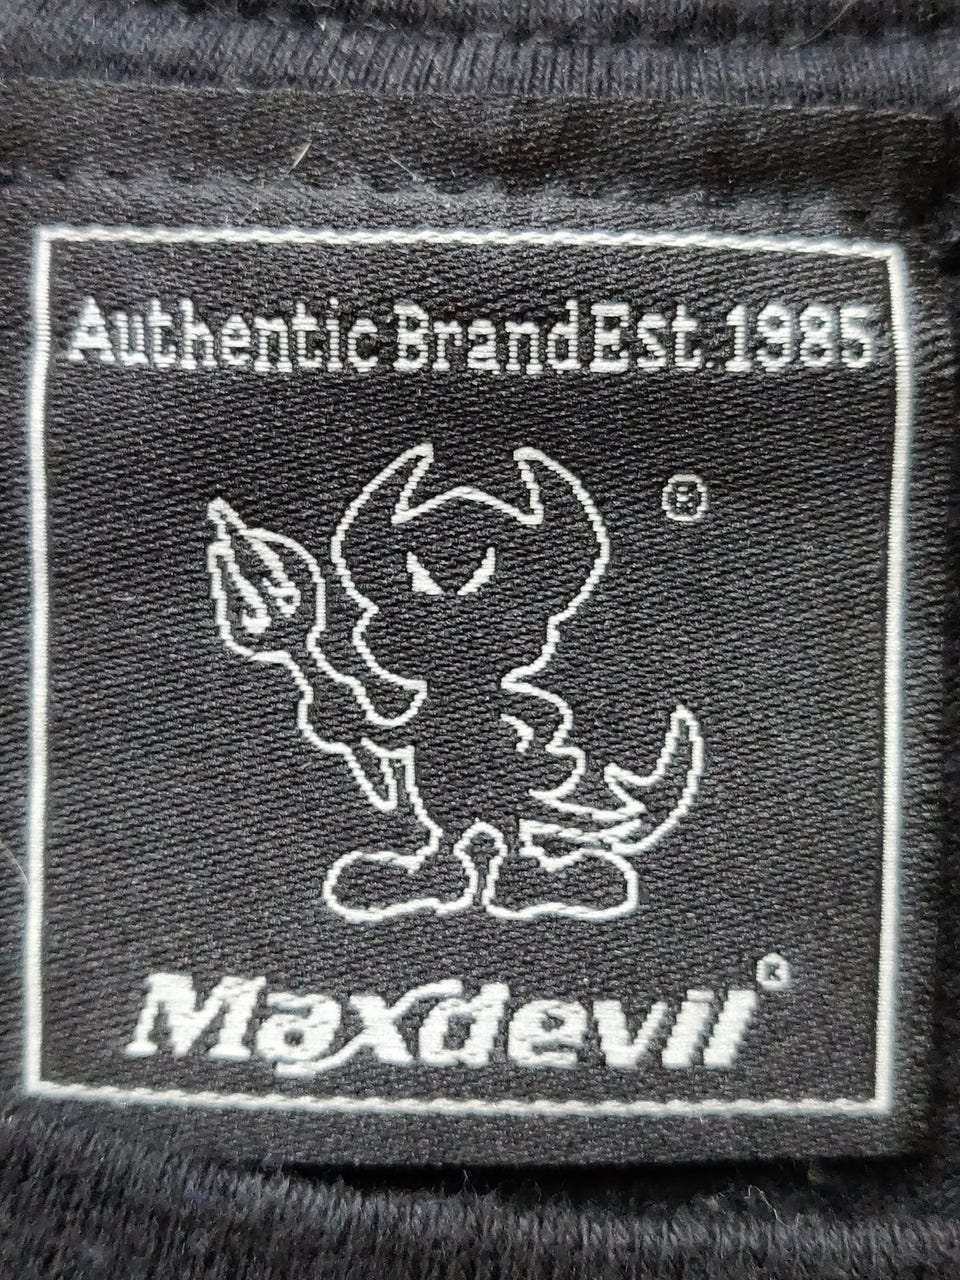 Authentic Brand Est. 1985
®
Maxdevil®